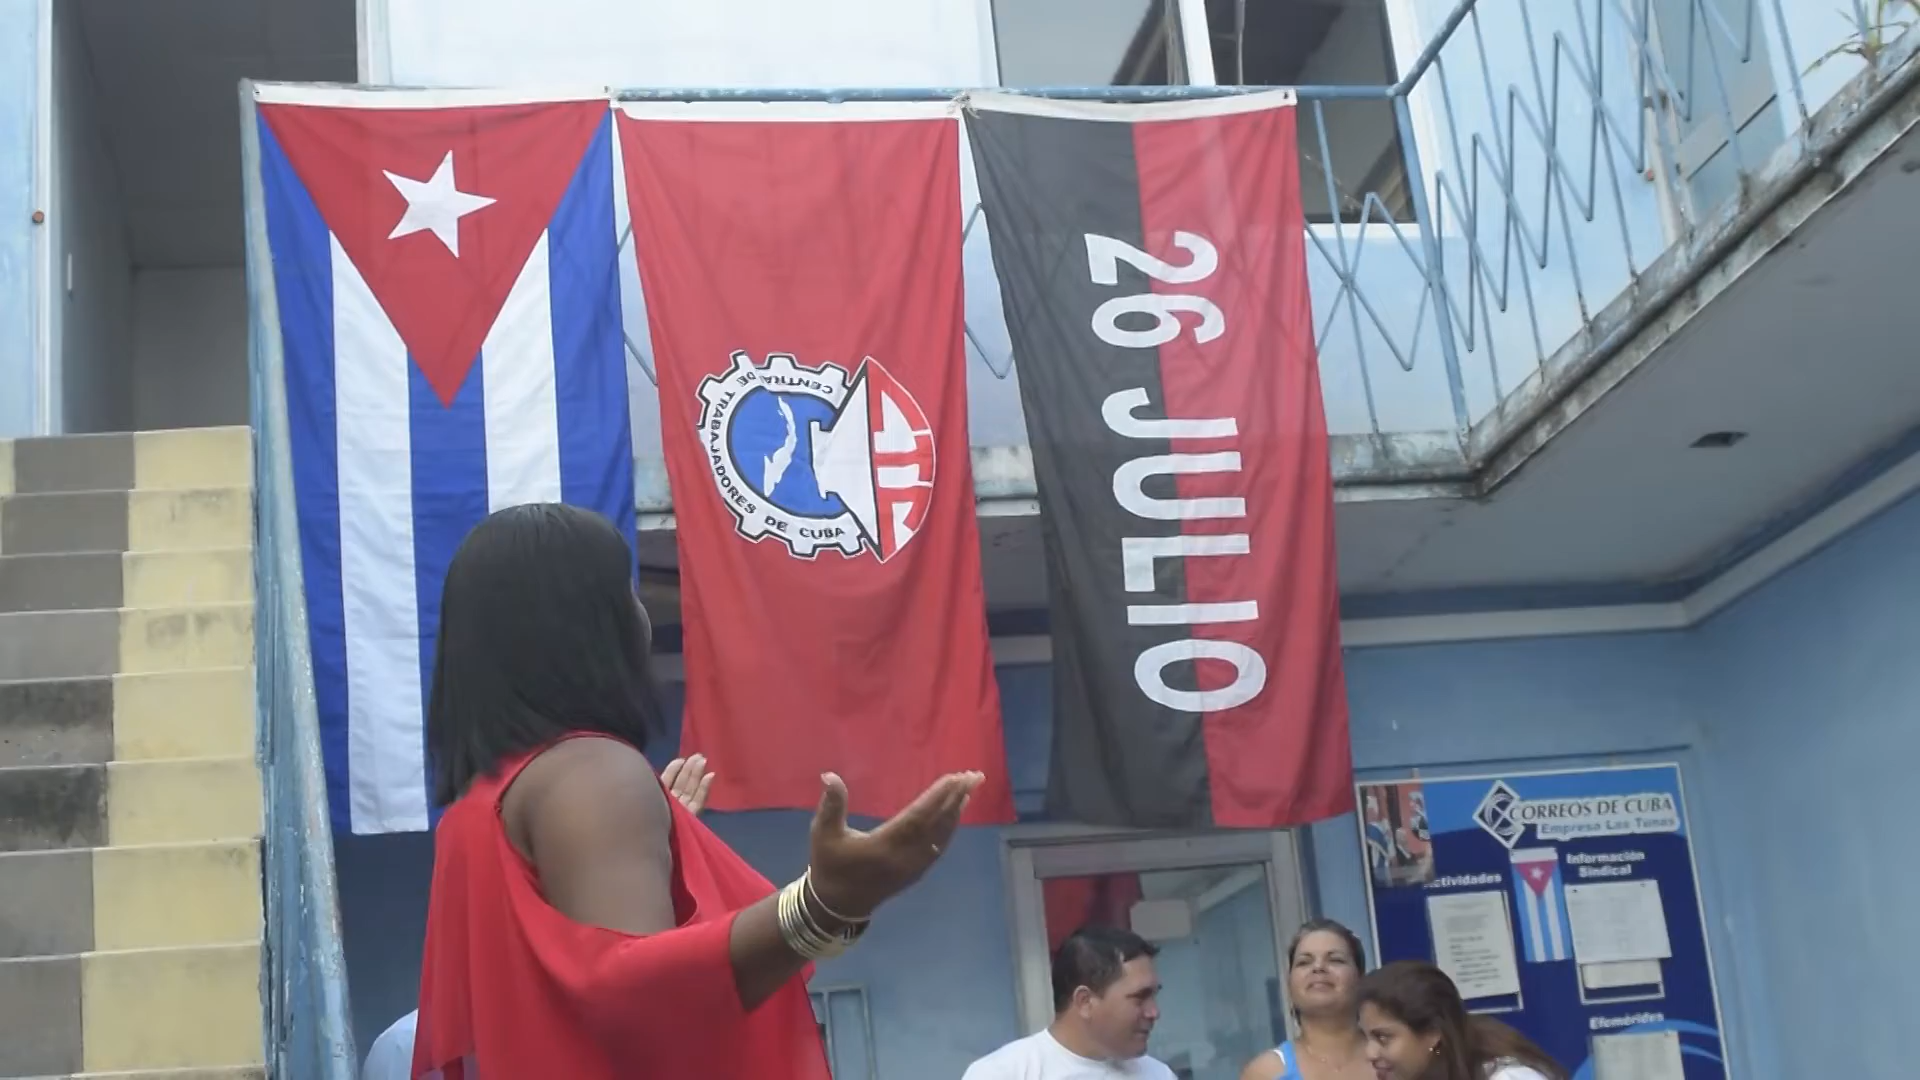 CENTRAL DE TRABAJADORES DE CUBA
26 JULIO
CORREOS DE CUBA
Empresa Las Tunas
Actividades
Información
Sindical
Efemérides